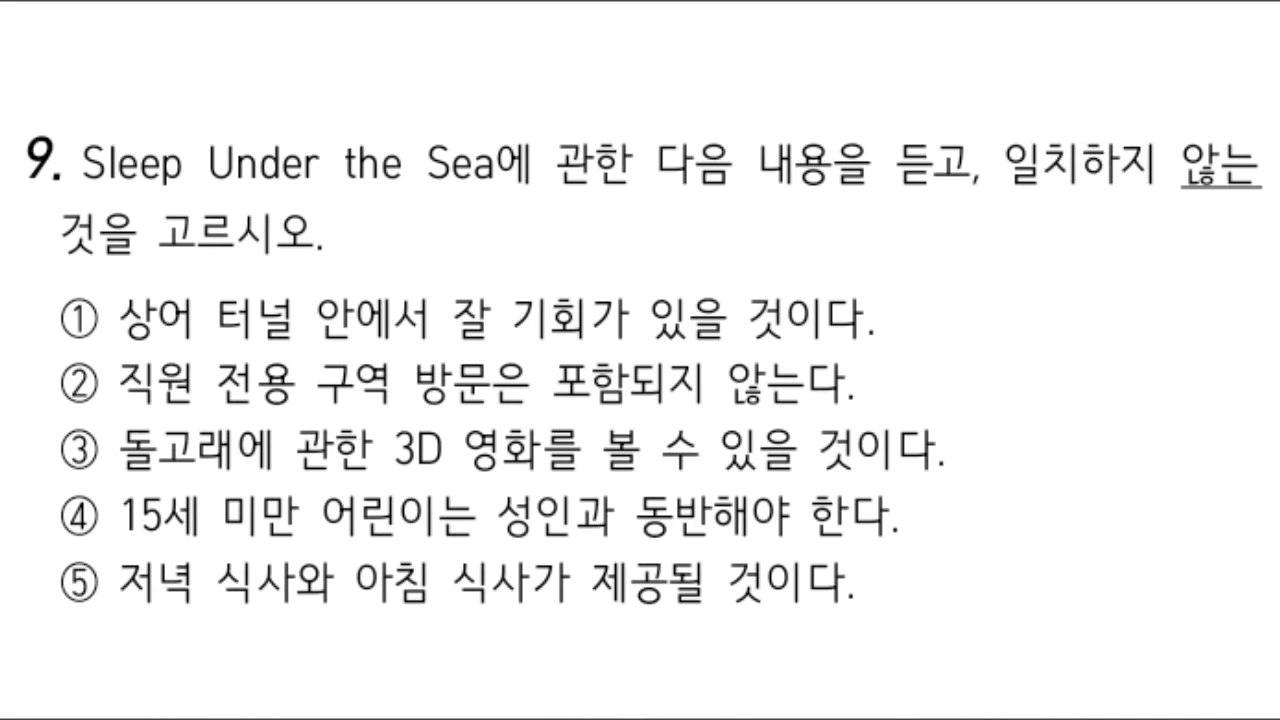 9. Sleep Under the Sea에 관한 다음 내용을 듣고, 일치하지 않는
것을 고르시오.
① 상어 터널 안에서 잘 기회가 있을 것이다.
② 직원 전용 구역 방문은 포함되지 않는다.
③ 돌고래에 관한 3D 영화를 볼 수 있을 것이다.
④ 15세 미만 어린이는 성인과 동반해야 한다.
⑤ 저녁 식사와 아침 식사가 제공될 것이다.